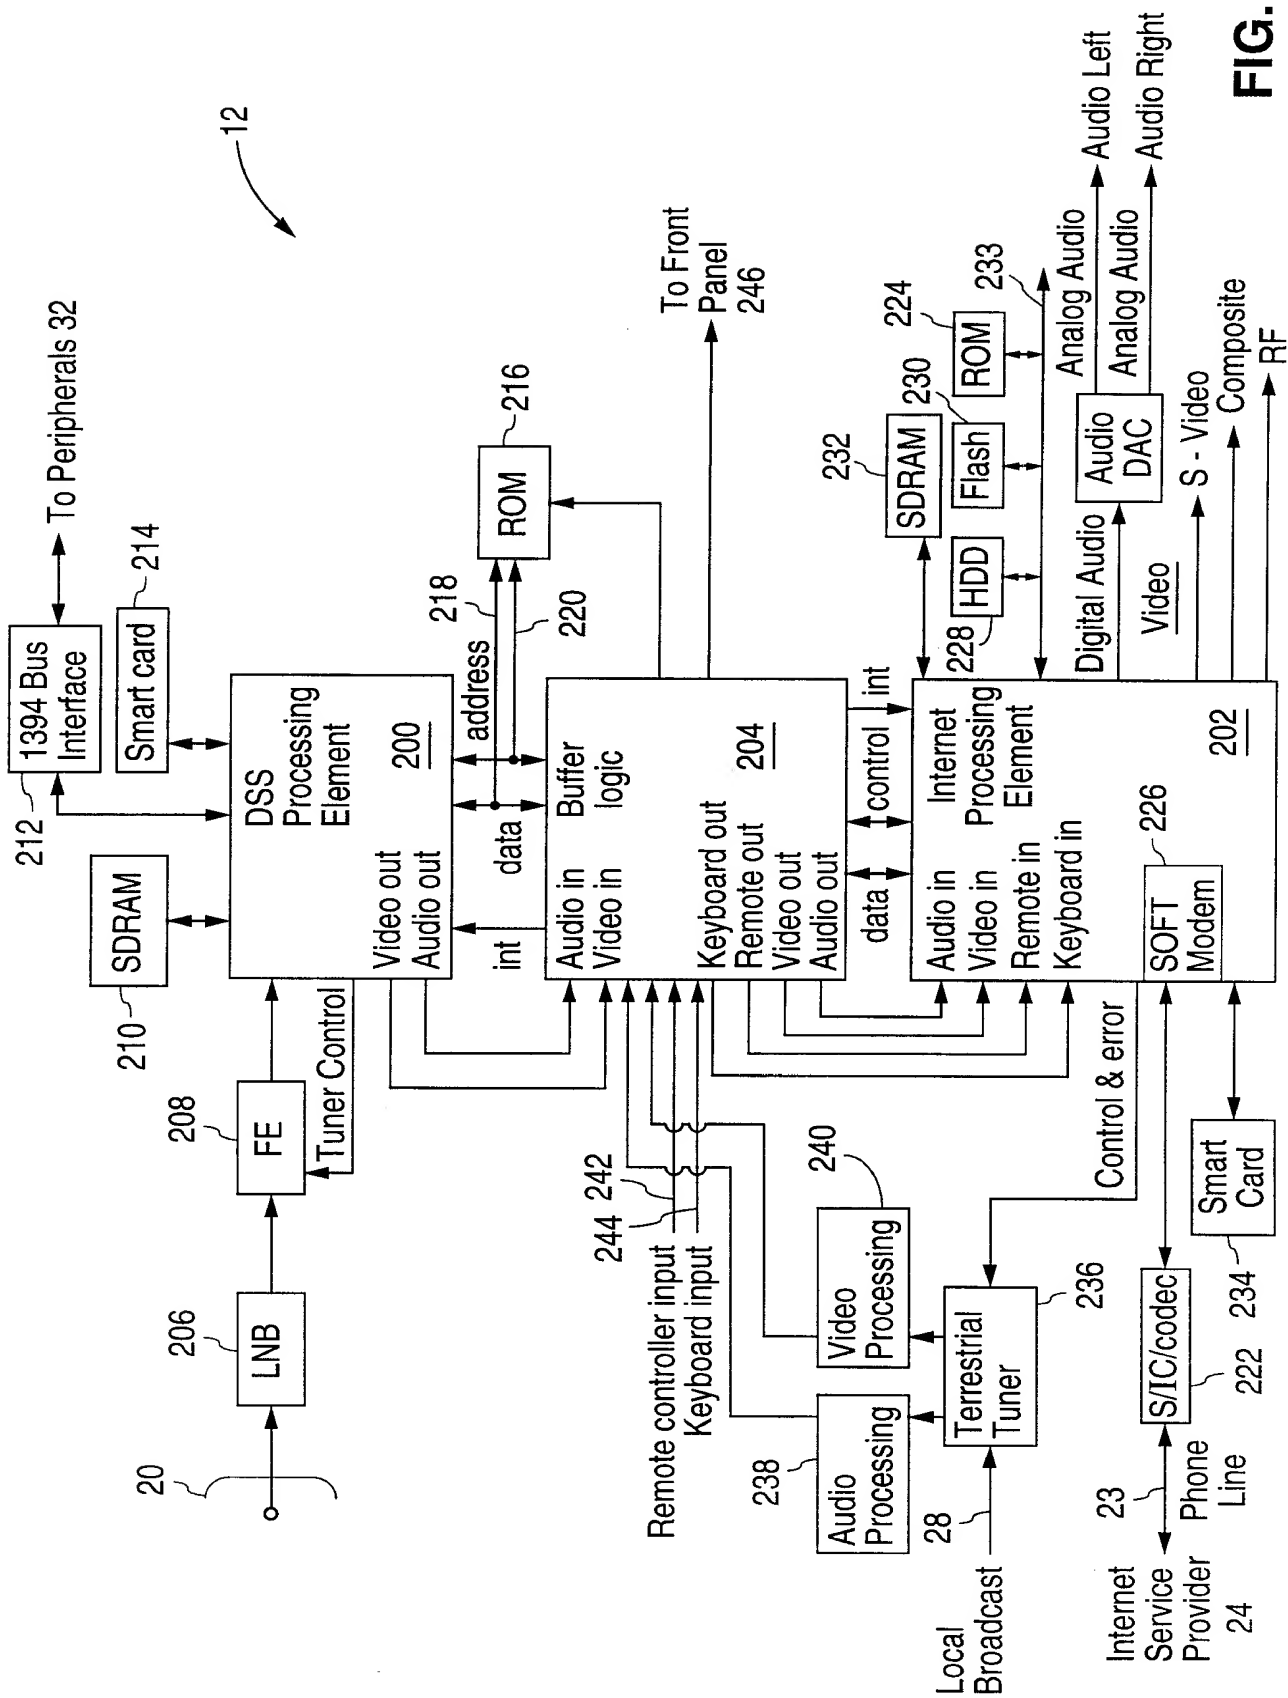 12
To Peripherals 32
1394 Bus
Interface
212
Smart card
214
SDRAM
210
20
LNB
206
FE
208
Tuner Control
DSS
Processing
Element
200
Video out
Audio out
int
data
address
218
220
ROM
216
Buffer
logic
204
Audio in
Video in
Keyboard out
Remote out
Video out
Audio out
To Front
Panel
246
242
244
Remote controller input
Keyboard input
data
control
int
Internet
Processing
Element
202
Audio in
Video in
Remote in
Keyboard in
SOFT
Modem
226
SDRAM
232
HDD
228
Flash
230
ROM
224
233
Digital Audio
Audio
DAC
Analog Audio
Audio Left
Analog Audio
Audio Right
Video
S - Video
Composite
RF
Audio
Processing
238
Video
Processing
240
Terrestrial
Tuner
236
Control & error
Local
Broadcast
28
Smart
Card
234
S/IC/codec
222
23
Phone
Line
Internet
Service
Provider
24
FIG.